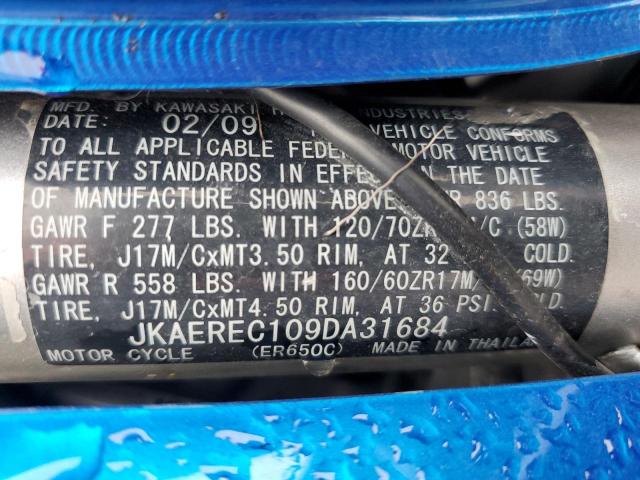 MFD. BY KAWASAKI INDUSTRIES
DATE: 02/09 VEHICLE CONFORMS
TO ALL APPLICABLE FEDE MOTOR VEHICLE
SAFETY STANDARDS IN EFFEC N THE DATE
OF MANUFACTURE SHOWN ABOVE 836 LBS.
GAWR F 277 LBS. WITH 120/70ZR /C (58W)
TIRE, J17M/CxMT3.50 RIM, AT 32 COLD.
GAWR R 558 LBS. WITH 160/60ZR17M/ (69W)
TIRE, J17M/CxMT4.50 RIM, AT 36 PSI LD.
JKAEREC109DA31684
MOTOR CYCLE (ER650C) MADE IN THAILA